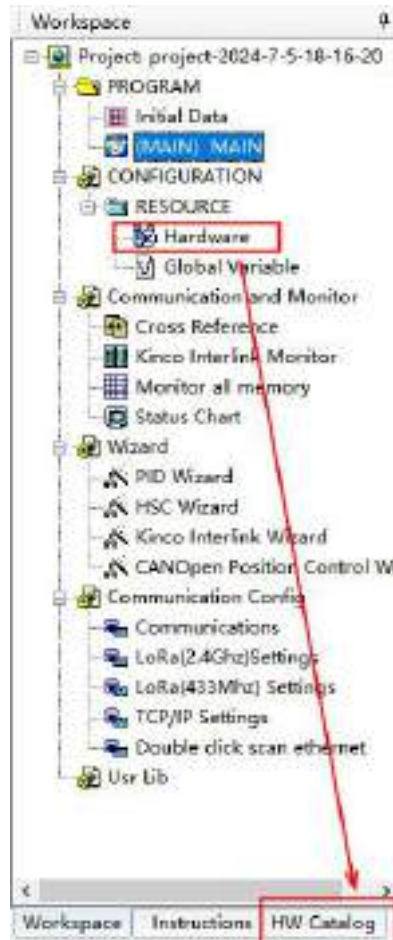 Workspace
Project: project-2024-7-5-18-16-20
PROGRAM
Initial Data
(MAIN) MAIN
CONFIGURATION
RESOURCE
Hardware
Global Variable
Communication and Monitor
Cross Reference
Kinco Interlink Monitor
Monitor all memory
Status Chart
Wizard
PID Wizard
HSC Wizard
Kinco Interlink Wizard
CANOpen Position Control W
Communication Config
Communications
LoRa(2.4Ghz)Settings
LoRa(433Mhz) Settings
TCP/IP Settings
Double click scan ethernet
Usr Lib
Workspace Instructions HW Catalog